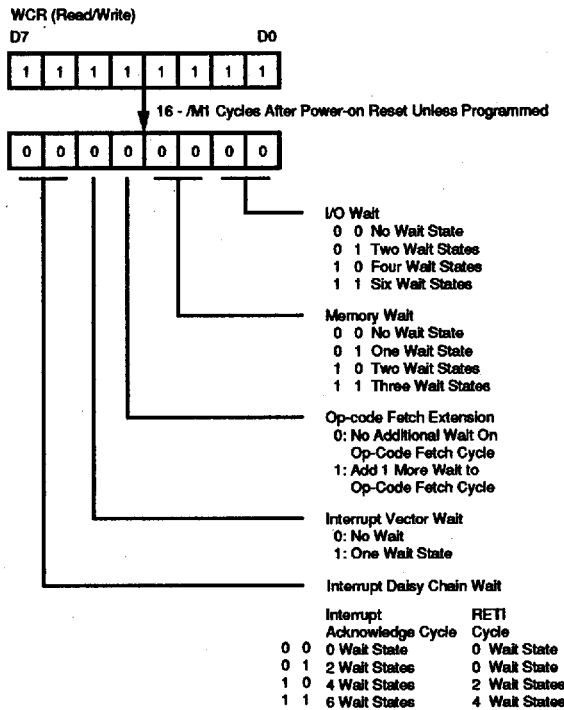 WCR (Read/Write)
D7 D0
1 1 1 1 1 1 1 1
16 - /M1 Cycles After Power-on Reset Unless Programmed
0 0 0 0 0 0 0 0
I/O Wait
0 0 No Wait State
0 1 Two Wait States
1 0 Four Wait States
1 1 Six Wait States
Memory Wait
0 0 No Wait State
0 1 One Wait State
1 0 Two Wait States
1 1 Three Wait States
Op-code Fetch Extension
0: No Additional Wait On
Op-Code Fetch Cycle
1: Add 1 More Wait to
Op-Code Fetch Cycle
Interrupt Vector Wait
0: No Wait
1: One Wait State
Interrupt Daisy Chain Wait
Interrupt RETI
Acknowledge Cycle Cycle
0 0 0 Wait State 0 Wait State
0 1 2 Wait States 0 Wait State
1 0 4 Wait States 2 Wait States
1 1 6 Wait States 4 Wait States